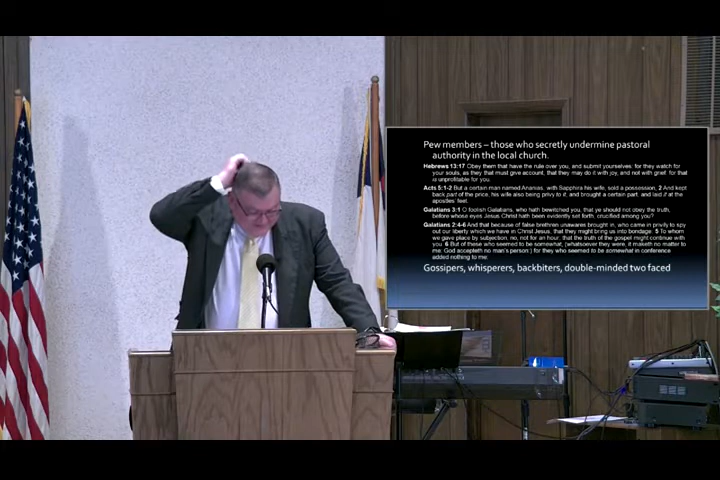 Pew members – those who secretly undermine pastoral
authority in the local church.
Hebrews 13:17 Obey them that have the rule over you, and submit yourselves: for they watch for
your souls, as they that must give account, that they may do it with joy, and not with grief: for that
is unprofitable for you.
Acts 5:1-2 But a certain man named Ananias, with Sapphira his wife, sold a possession, 2 And kept
back part of the price, his wife also being privy to it, and brought a certain part, and laid it at the
apostles' feet.
Galatians 3:1 O foolish Galatians, who hath bewitched you, that ye should not obey the truth,
before whose eyes Jesus Christ hath been evidently set forth, crucified among you?
Galatians 2:4-6 And that because of false brethren unawares brought in, who came in privily to spy
out our liberty which we have in Christ Jesus, that they might bring us into bondage: 5 To whom
we gave place by subjection, no, not for an hour; that the truth of the gospel might continue with
you. 6 But of these who seemed to be somewhat, (whatsoever they were, it maketh no matter to
me: God accepteth no man's person:) for they who seemed to be somewhat in conference
added nothing to me:
Gossipers, whisperers, backbiters, double-minded two faced